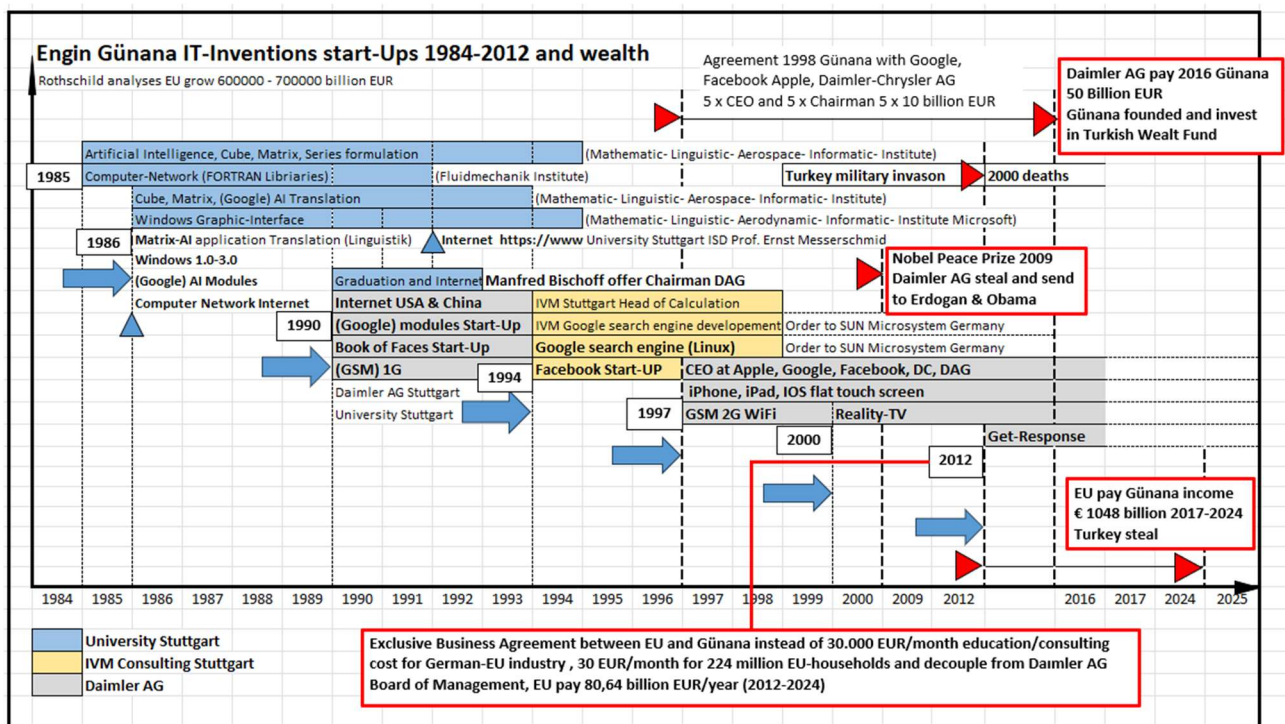 Engin Günana IT-Inventions start-Ups 1984-2012 and wealth
Rothschild analyses EU grow 600000 - 700000 billion EUR
Agreement 1998 Günana with Google,
Facebook Apple, Daimler-Chrysler AG
5 x CEO and 5 x Chairman 5 x 10 billion EUR
Daimler AG pay 2016 Günana
50 Billion EUR
Günana founded and invest
in Turkish Wealt Fund
Artificial Intelligence, Cube, Matrix, Series formulation
(Mathematic- Linguistic- Aerospace- Informatic- Institute)
1985
Computer-Network (FORTRAN Libriaries)
(Fluidmechanik Institute)
Turkey military invason
2000 deaths
Cube, Matrix, (Google) AI Translation
(Mathematic- Linguistic- Aerospace- Informatic- Institute)
Windows Graphic-Interface
(Mathematic- Linguistic-Aerodynamic- Informatic- Institute Microsoft)
1986
Matrix-AI application Translation (Linguistik)
Internet https://www University Stuttgart ISD Prof. Ernst Messerschmid
Windows 1.0-3.0
(Google) AI Modules
Computer Network Internet
Nobel Peace Prize 2009
Daimler AG steal and send
to Erdogan & Obama
Graduation and Internet
Manfred Bischoff offer Chairman DAG
Internet USA & China
IVM Stuttgart Head of Calculation
1990
(Google) modules Start-Up
IVM Google search engine developement
Order to SUN Microsystem Germany
Book of Faces Start-Up
Google search engine (Linux)
Order to SUN Microsystem Germany
(GSM) 1G
1994
Facebook Start-UP
CEO at Apple, Google, Facebook, DC, DAG
Daimler AG Stuttgart
iPhone, iPad, IOS flat touch screen
University Stuttgart
1997
GSM 2G WiFi
Reality-TV
2000
Get-Response
2012
EU pay Günana income
€ 1048 billion 2017-2024
Turkey steal
1984 1985 1986 1987 1988 1989 1990 1991 1992 1993 1994 1995 1996 1997 1998 1999 2000 2009 2012 2016 2017 2024 2025
University Stuttgart
IVM Consulting Stuttgart
Daimler AG
Exclusive Business Agreement between EU and Günana instead of 30.000 EUR/month education/consulting
cost for German-EU industry , 30 EUR/month for 224 million EU-households and decouple from Daimler AG
Board of Management, EU pay 80,64 billion EUR/year (2012-2024)